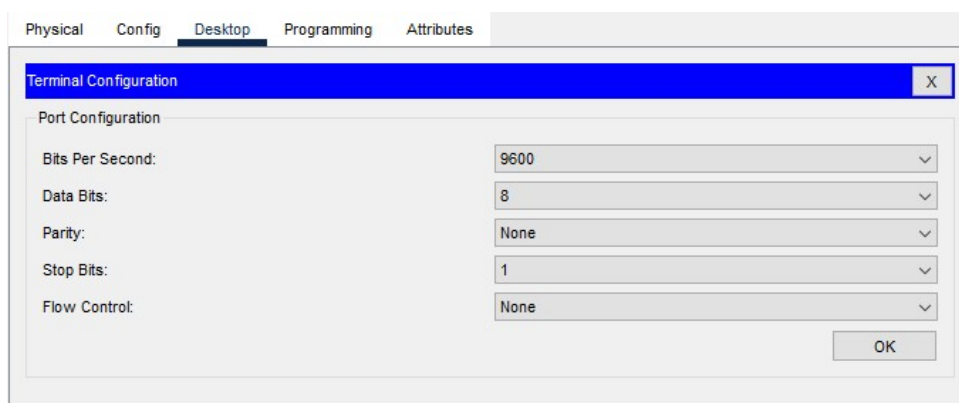 Physical Config Desktop Programming Attributes
Terminal Configuration X
Port Configuration
Bits Per Second: 9600
Data Bits: 8
Parity: None
Stop Bits: 1
Flow Control: None
OK